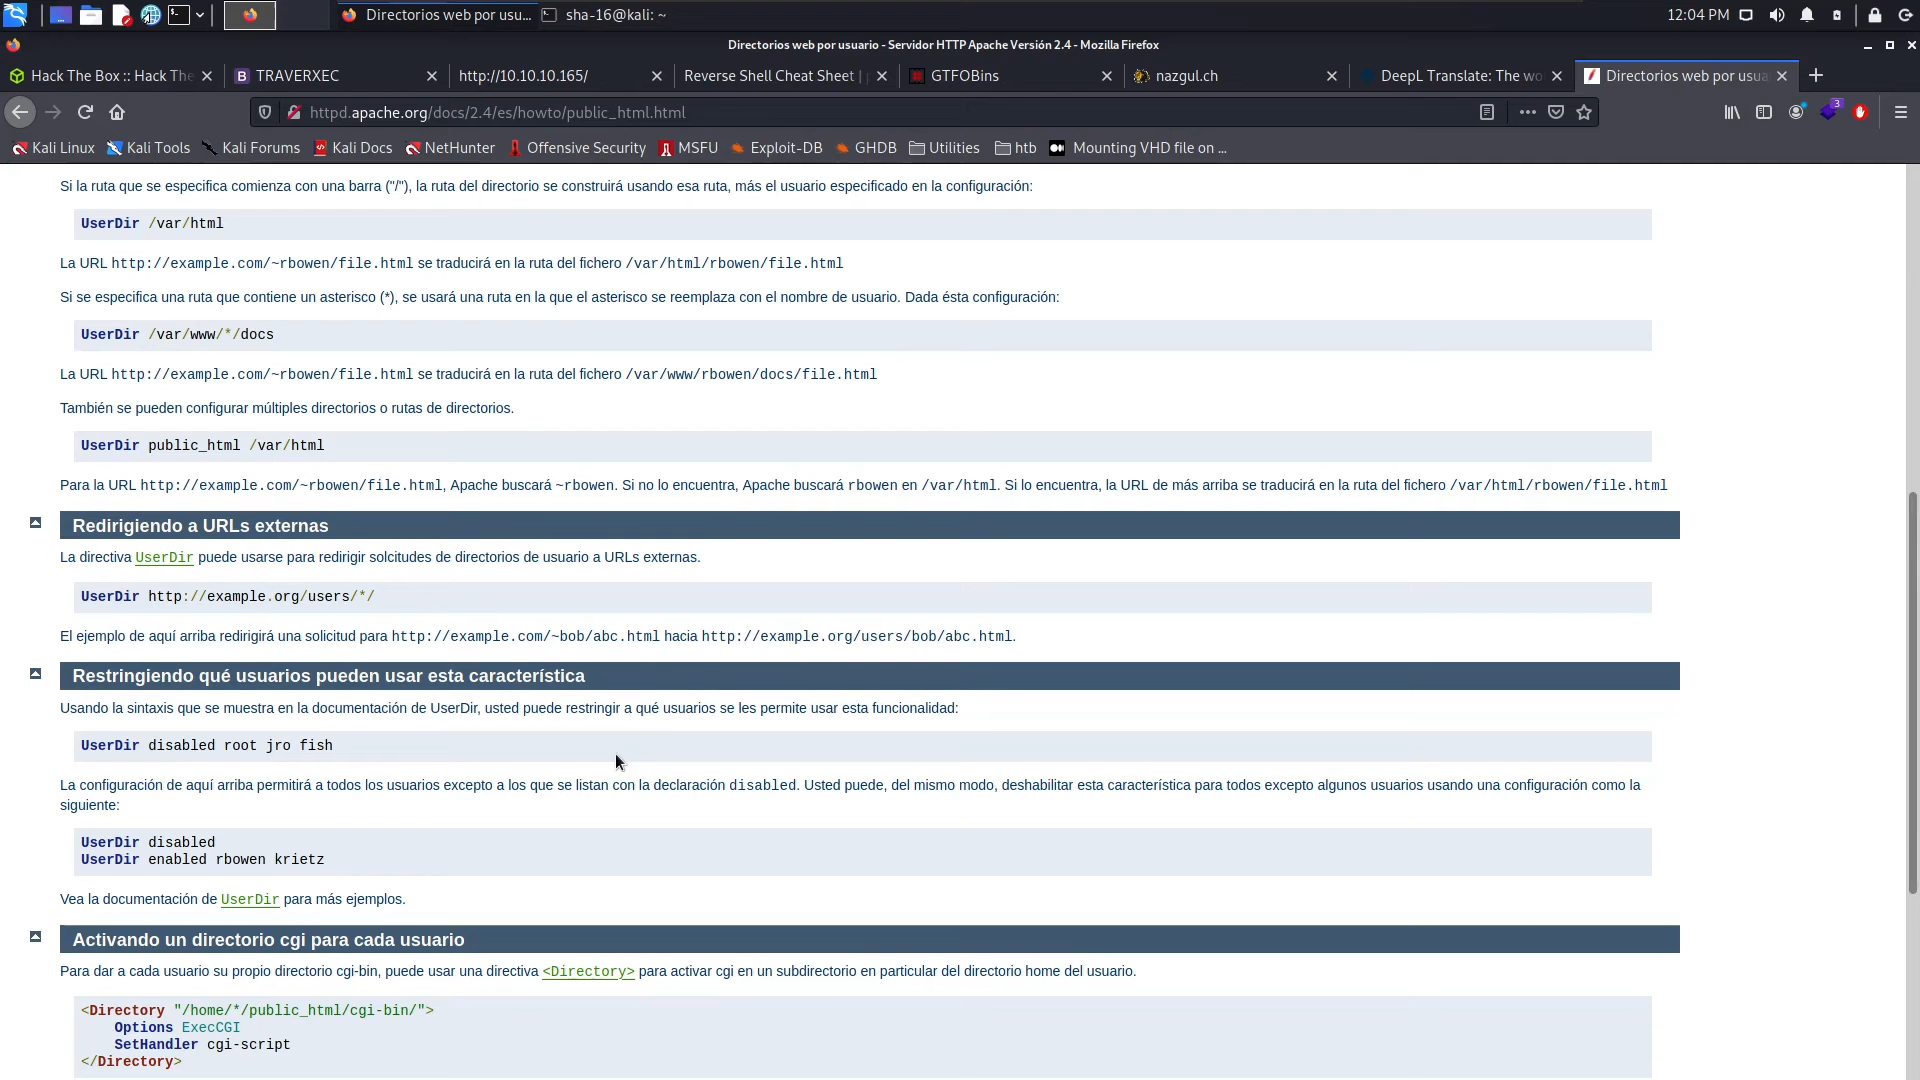 Directorios web por usu...
sha-16@kali: ~
12:04 PM
Directorios web por usuario - Servidor HTTP Apache Versión 2.4 - Mozilla Firefox
Hack The Box :: Hack The
TRAVERXEC
http://10.10.10.165/
Reverse Shell Cheat Sheet |
GTFOBins
nazgul.ch
DeepL Translate: The wo
Directorios web por usua
httpd.apache.org/docs/2.4/es/howto/public_html.html
3
Kali Linux
Kali Tools
Kali Forums
Kali Docs
NetHunter
Offensive Security
MSFU
Exploit-DB
GHDB
Utilities
htb
Mounting VHD file on ...
Si la ruta que se especifica comienza con una barra ("/"), la ruta del directorio se construirá usando esa ruta, más el usuario especificado en la configuración:
UserDir /var/html
La URL http://example.com/~rbowen/file.html se traducirá en la ruta del fichero /var/html/rbowen/file.html
Si se especifica una ruta que contiene un asterisco (*), se usará una ruta en la que el asterisco se reemplaza con el nombre de usuario. Dada ésta configuración:
UserDir /var/www/*/docs
La URL http://example.com/~rbowen/file.html se traducirá en la ruta del fichero /var/www/rbowen/docs/file.html
También se pueden configurar múltiples directorios o rutas de directorios.
UserDir public_html /var/html
Para la URL http://example.com/~rbowen/file.html, Apache buscará ~rbowen. Si no lo encuentra, Apache buscará rbowen en /var/html. Si lo encuentra, la URL de más arriba se traducirá en la ruta del fichero /var/html/rbowen/file.html
Redirigiendo a URLs externas
La directiva UserDir puede usarse para redirigir solcitudes de directorios de usuario a URLs externas.
UserDir http://example.org/users/*/
El ejemplo de aquí arriba redirigirá una solicitud para http://example.com/~bob/abc.html hacia http://example.org/users/bob/abc.html.
Restringiendo qué usuarios pueden usar esta característica
Usando la sintaxis que se muestra en la documentación de UserDir, usted puede restringir a qué usuarios se les permite usar esta funcionalidad:
UserDir disabled root jro fish
La configuración de aquí arriba permitirá a todos los usuarios excepto a los que se listan con la declaración disabled. Usted puede, del mismo modo, deshabilitar esta característica para todos excepto algunos usuarios usando una configuración como la
siguiente:
UserDir disabled
UserDir enabled rbowen krietz
Vea la documentación de UserDir para más ejemplos.
Activando un directorio cgi para cada usuario
Para dar a cada usuario su propio directorio cgi-bin, puede usar una directiva <Directory> para activar cgi en un subdirectorio en particular del directorio home del usuario.
<Directory "/home/*/public_html/cgi-bin/">
Options ExecCGI
SetHandler cgi-script
</Directory>